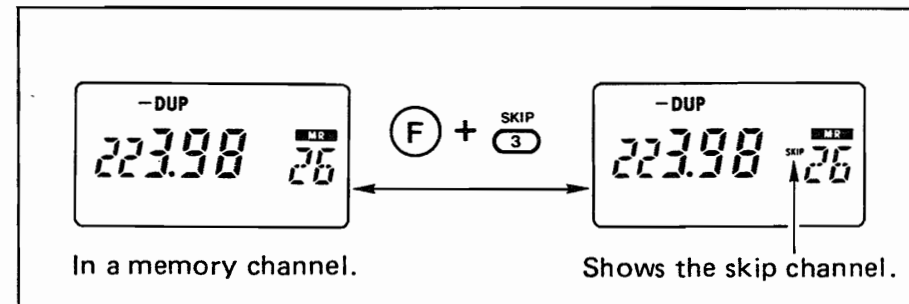 -DUP
223.98
MR
26
F + SKIP
3
-DUP
223.98
SKIP
MR
26
In a memory channel.
Shows the skip channel.